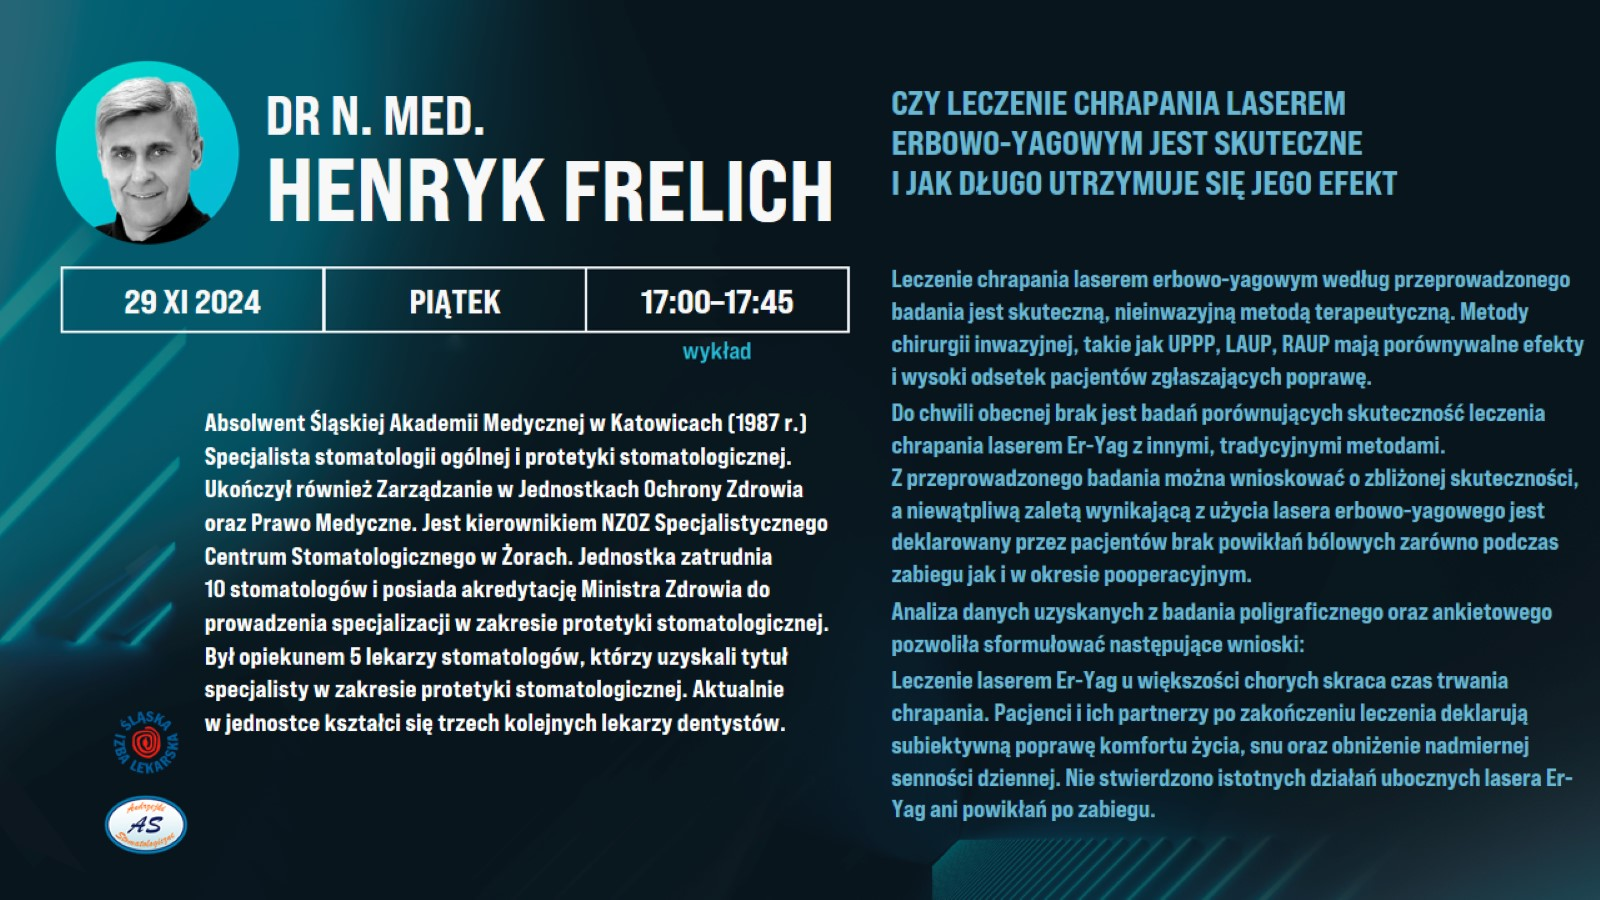 DR N. MED.
HENRYK FRELICH
29 XI 2024
PIĄTEK
17:00–17:45
wykład
Absolwent Śląskiej Akademii Medycznej w Katowicach (1987 r.)
Specjalista stomatologii ogólnej i protetyki stomatologicznej.
Ukończył również Zarządzanie w Jednostkach Ochrony Zdrowia
oraz Prawo Medyczne. Jest kierownikiem NZOZ Specjalistycznego
Centrum Stomatologicznego w Żorach. Jednostka zatrudnia
10 stomatologów i posiada akredytację Ministra Zdrowia do
prowadzenia specjalizacji w zakresie protetyki stomatologicznej.
Był opiekunem 5 lekarzy stomatologów, którzy uzyskali tytuł
specjalisty w zakresie protetyki stomatologicznej. Aktualnie
w jednostce kształci się trzech kolejnych lekarzy dentystów.
ŚLĄSKA
IZBA LEKARSKA
Andrzejki
AS
Stomatologiczne
CZY LECZENIE CHRAPANIA LASEREM
ERBOWO-YAGOWYM JEST SKUTECZNE
I JAK DŁUGO UTRZYMUJE SIĘ JEGO EFEKT
Leczenie chrapania laserem erbowo-yagowym według przeprowadzonego
badania jest skuteczną, nieinwazyjną metodą terapeutyczną. Metody
chirurgii inwazyjnej, takie jak UPPP, LAUP, RAUP mają porównywalne efekty
i wysoki odsetek pacjentów zgłaszających poprawę.
Do chwili obecnej brak jest badań porównujących skuteczność leczenia
chrapania laserem Er-Yag z innymi, tradycyjnymi metodami.
Z przeprowadzonego badania można wnioskować o zbliżonej skuteczności,
a niewątpliwą zaletą wynikającą z użycia lasera erbowo-yagowego jest
deklarowany przez pacjentów brak powikłań bólowych zarówno podczas
zabiegu jak i w okresie pooperacyjnym.
Analiza danych uzyskanych z badania poligraficznego oraz ankietowego
pozwoliła sformułować następujące wnioski:
Leczenie laserem Er-Yag u większości chorych skraca czas trwania
chrapania. Pacjenci i ich partnerzy po zakończeniu leczenia deklarują
subiektywną poprawę komfortu życia, snu oraz obniżenie nadmiernej
senności dziennej. Nie stwierdzono istotnych działań ubocznych lasera Er-
Yag ani powikłań po zabiegu.